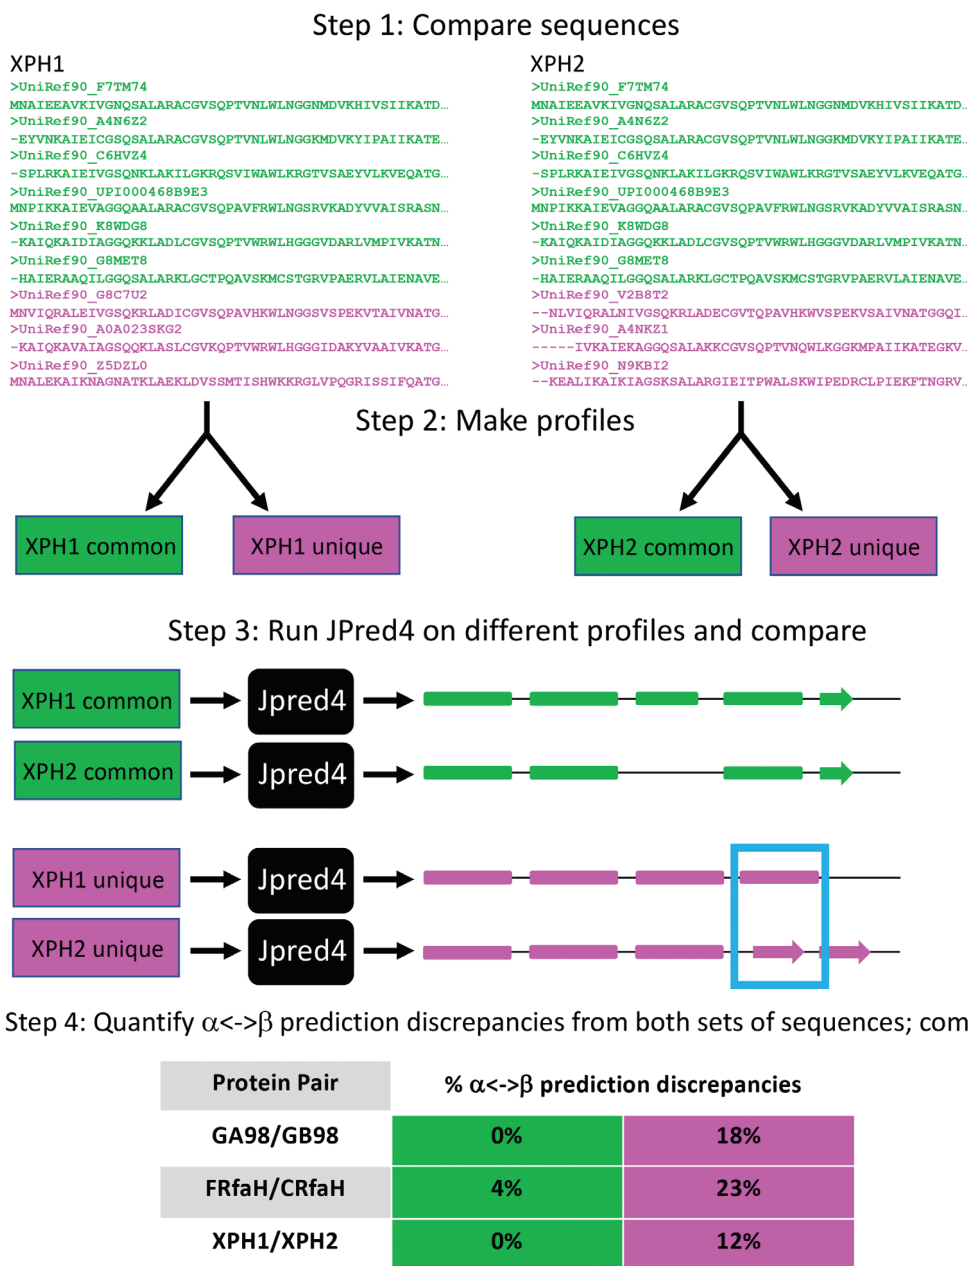 Step 1: Compare sequences
XPH1
>UniRef90_F7TM74
MNAIEEAVKIVGNQSALARACGVSQPTVNLWLNGGNMDVKHIVSIIKATD…
>UniRef90_A4N6Z2
-EYVNKAIEICGSQSALARACGVSQPTVNLWLNGGKMDVKYIPAIIKATE…
>UniRef90_C6HVZ4
-SPLRKAIEIVGSQNKLAKILGKRQSVIWAWLKRGTVSAEYVLKVEQATG…
>UniRef90_UPI000468B9E3
MNPIKKAIEVAGGQAALARACGVSQPAVFRWLNGSRVKADYVVAISRASN…
>UniRef90_K8WDG8
-KAIQKAIDIAGGQKKLADLCGVSQPTVWRWLHGGGVDARLVMPIVKATN…
>UniRef90_G8MET8
-HAIERAAQILGGQSALARKLGCTPQAVSKMCSTGRVPAERVLAIENAVE…
>UniRef90_G8C7U2
MNVIQRALEIVGSQKRLADICGVSQPAVHKWLNGGSVSPEKVTAIVNATG…
>UniRef90_A0A023SKG2
-KAIQKAVAIAGSQQKLASLCGVKQPTVWRWLHGGGIDAKYVAAIVKATG…
>UniRef90_Z5DZL0
MNALEKAIKNAGNATKLAEKLDVSSMTISHWKKRGLVPQGRISSIFQATG…
XPH2
>UniRef90_F7TM74
MNAIEEAVKIVGNQSALARACGVSQPTVNLWLNGGNMDVKHIVSIIKATD…
>UniRef90_A4N6Z2
-EYVNKAIEICGSQSALARACGVSQPTVNLWLNGGKMDVKYIPAIIKATE…
>UniRef90_C6HVZ4
-SPLRKAIEIVGSQNKLAKILGKRQSVIWAWLKRGTVSAEYVLKVEQATG…
>UniRef90_UPI000468B9E3
MNPIKKAIEVAGGQAALARACGVSQPAVFRWLNGSRVKADYVVAISRASN…
>UniRef90_K8WDG8
-KAIQKAIDIAGGQKKLADLCGVSQPTVWRWLHGGGVDARLVMPIVKATN…
>UniRef90_G8MET8
-HAIERAAQILGGQSALARKLGCTPQAVSKMCSTGRVPAERVLAIENAVE…
>UniRef90_V2B8T2
--NLVIQRALNIVGSQKRLADECGVTQPAVHKWVSPEKVSAIVNATGGQI…
>UniRef90_A4NKZ1
-----IVKAIEKAGGQSALAKKCGVSQPTVNQWLKGGKMPAIIKATEGKV…
>UniRef90_N9KBI2
--KEALIKAIKIAGSKSALARGIEITPWALSKWIPEDRCLPIEKFTNGRV…
Step 2: Make profiles
XPH1 common
XPH1 unique
XPH2 common
XPH2 unique
Step 3: Run JPred4 on different profiles and compare
XPH1 common
Jpred4
XPH2 common
Jpred4
XPH1 unique
Jpred4
XPH2 unique
Jpred4
Step 4: Quantify α<->β prediction discrepancies from both sets of sequences; com
Protein Pair % α<->β prediction discrepancies
GA98/GB98 0% 18%
FRfaH/CRfaH 4% 23%
XPH1/XPH2 0% 12%